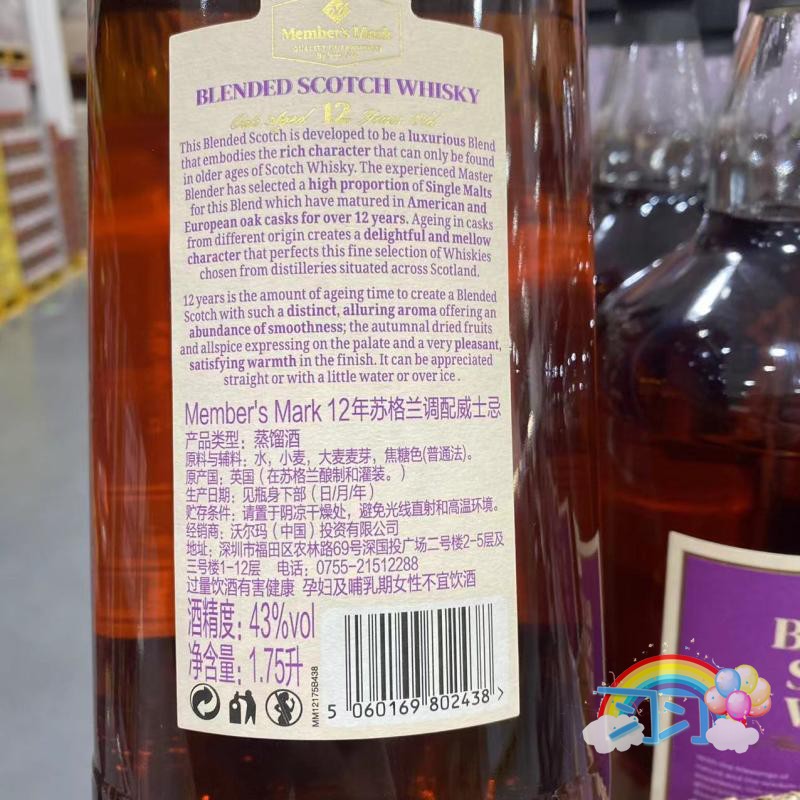 Member's Mark
BLENDED SCOTCH WHISKY
12
This Blended Scotch is developed to be a luxurious Blend
that embodies the rich character that can only be found
in older ages of Scotch Whisky. The experienced Master
Blender has selected a high proportion of Single Malts
for this Blend which have matured in American and
European oak casks for over 12 years. Ageing in casks
from different origin creates a delightful and mellow
character that perfects this fine selection of Whiskies
chosen from distilleries situated across Scotland.
12 years is the amount of ageing time to create a Blended
Scotch with such a distinct, alluring aroma offering an
abundance of smoothness; the autumnal dried fruits
and allspice expressing on the palate and a very pleasant,
satisfying warmth in the finish. It can be appreciated
straight or with a little water or over ice.
Member's Mark 12年苏格兰调配威士忌
产品类型：蒸馏酒
原料与辅料：水，小麦，大麦麦芽，焦糖色(普通法)。
原产国：英国（在苏格兰酿制和灌装。）
生产日期：见瓶身下部（日/月/年）
贮存条件：请置于阴凉干燥处，避免光线直射和高温环境。
经销商：沃尔玛（中国）投资有限公司
地址：深圳市福田区农林路69号深国投广场二号楼2-5层及
三号楼1-12层 电话：0755-21512288
过量饮酒有害健康 孕妇及哺乳期女性不宜饮酒
酒精度：43%vol
净含量：1.75升
MM12175B438
5 060169 802438 >
B
S
W